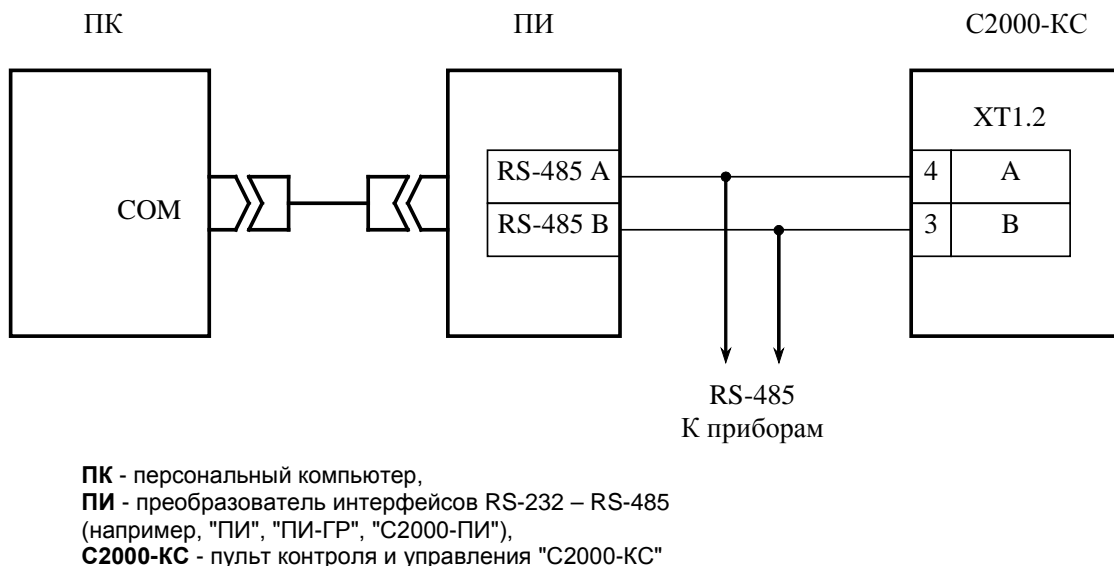 ПК
ПИ
С2000-КС
COM
RS-485 A
RS-485 B
XT1.2
4
A
3
B
RS-485
К приборам
ПК - персональный компьютер,
ПИ - преобразователь интерфейсов RS-232 – RS-485
(например, "ПИ", "ПИ-ГР", "С2000-ПИ"),
С2000-КС - пульт контроля и управления "С2000-КС"